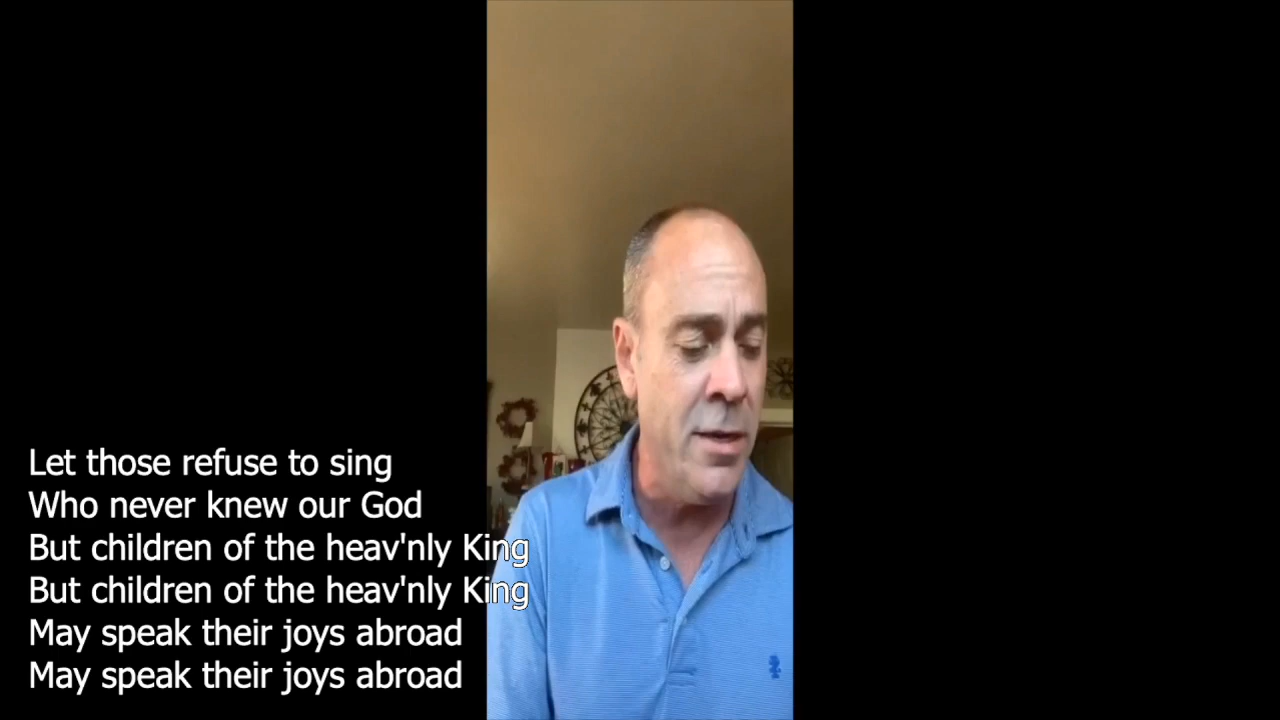 Let those refuse to sing
Who never knew our God
But children of the heav'nly King
But children of the heav'nly King
May speak their joys abroad
May speak their joys abroad